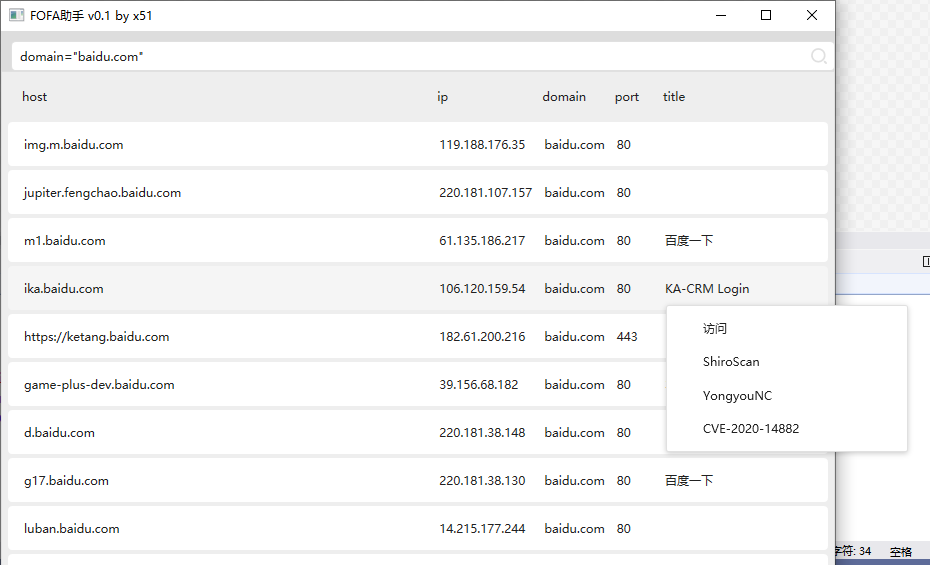 FOFA助手 v0.1 by x51
domain="baidu.com"
host ip domain port title
img.m.baidu.com 119.188.176.35 baidu.com 80
jupiter.fengchao.baidu.com 220.181.107.157 baidu.com 80
m1.baidu.com 61.135.186.217 baidu.com 80 百度一下
ika.baidu.com 106.120.159.54 baidu.com 80 KA-CRM Login
访问
https://ketang.baidu.com 182.61.200.216 baidu.com 443
ShiroScan
game-plus-dev.baidu.com 39.156.68.182 baidu.com 80
YongyouNC
d.baidu.com 220.181.38.148 baidu.com 80
CVE-2020-14882
g17.baidu.com 220.181.38.130 baidu.com 80 百度一下
luban.baidu.com 14.215.177.244 baidu.com 80
字符: 34 空格